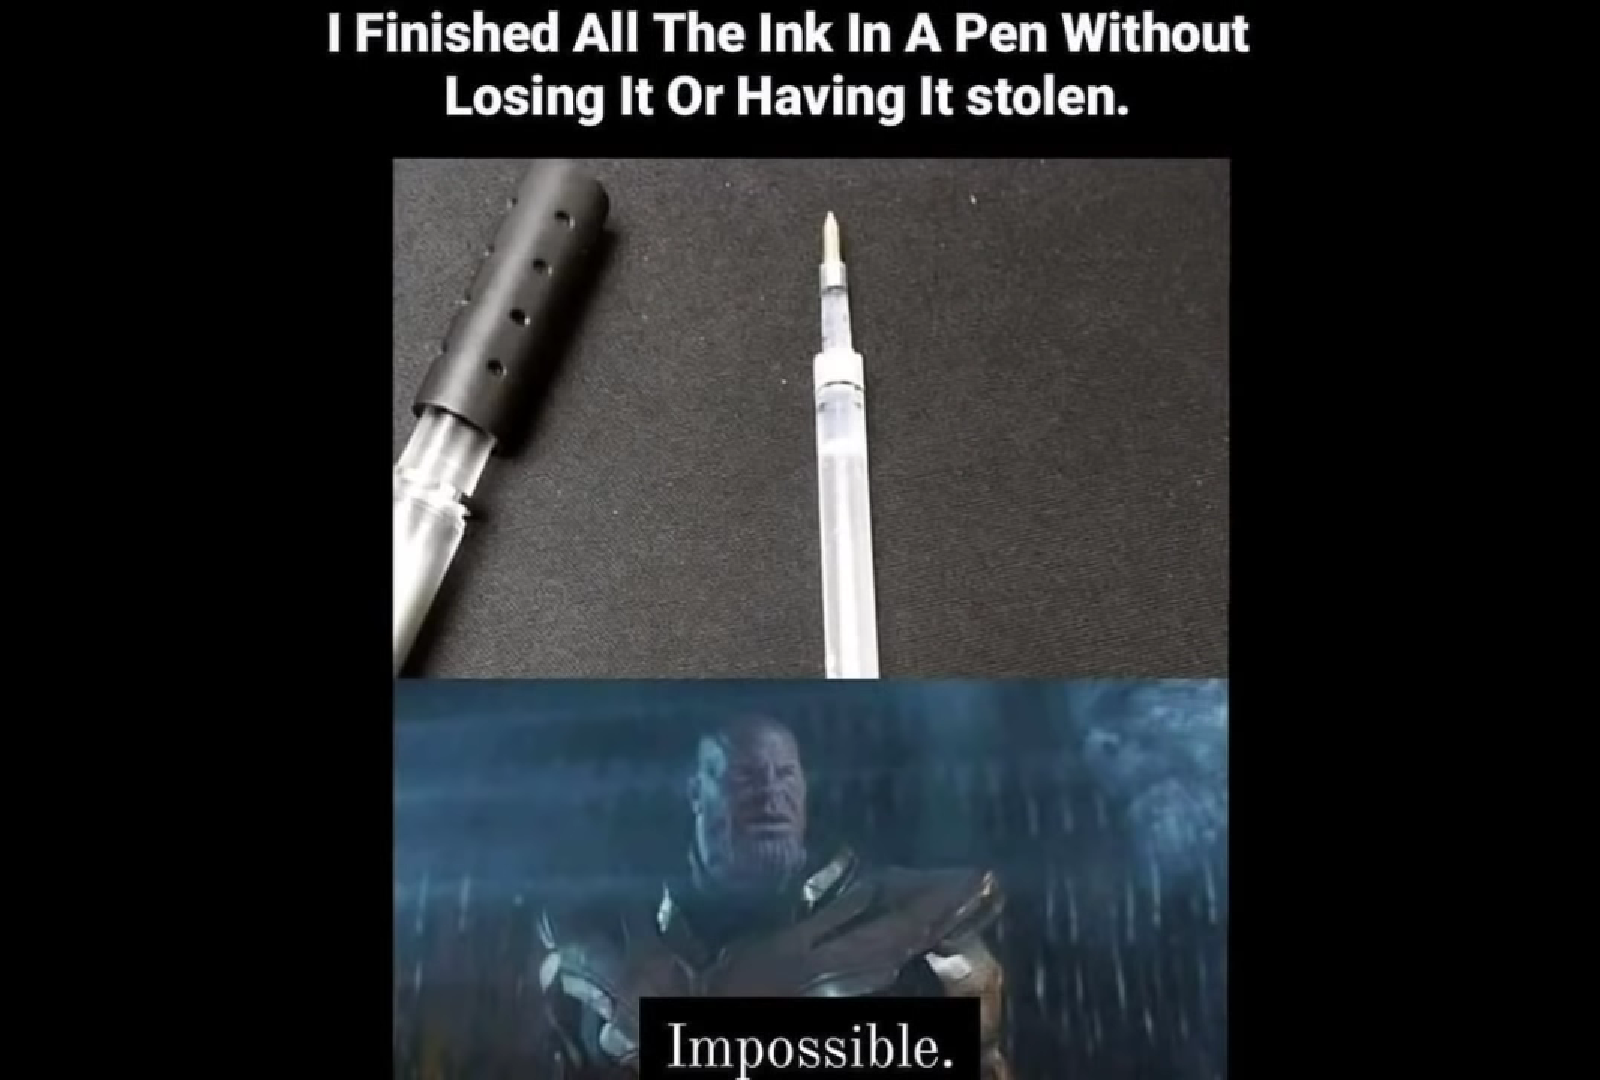 I Finished All The Ink In A Pen Without
Losing It Or Having It stolen.
Impossible.